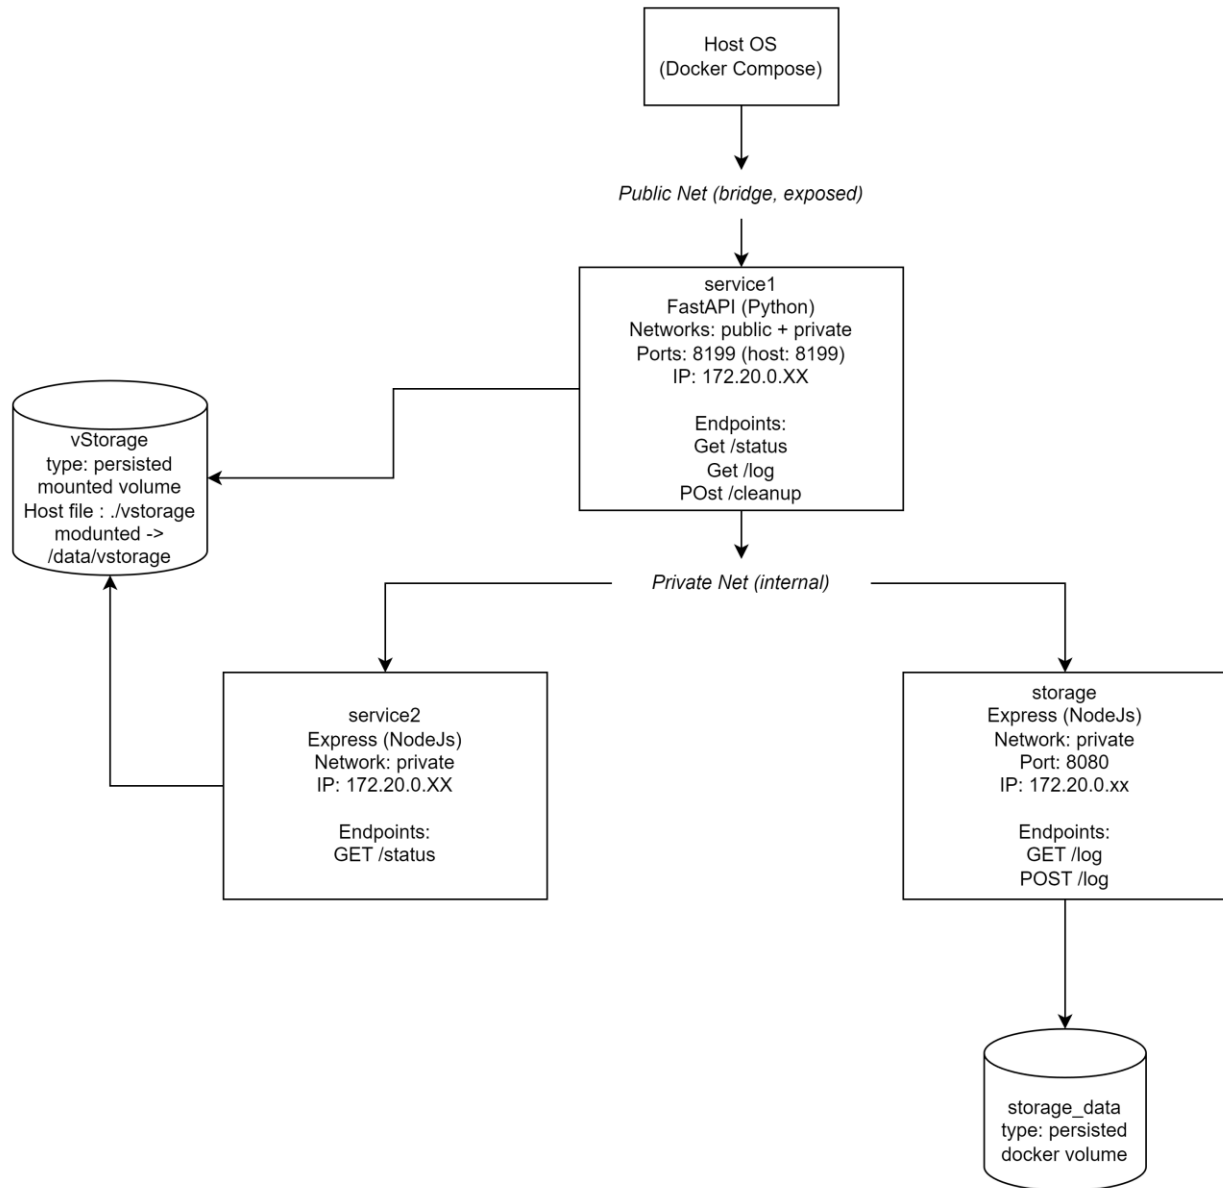 Host OS
(Docker Compose)
Public Net (bridge, exposed)
service1
FastAPI (Python)
Networks: public + private
Ports: 8199 (host: 8199)
IP: 172.20.0.XX
Endpoints:
Get /status
Get /log
POst /cleanup
vStorage
type: persisted
mounted volume
Host file : ./vstorage
modunted ->
/data/vstorage
Private Net (internal)
service2
Express (NodeJs)
Network: private
IP: 172.20.0.XX
Endpoints:
GET /status
storage
Express (NodeJs)
Network: private
Port: 8080
IP: 172.20.0.xx
Endpoints:
GET /log
POST /log
storage_data
type: persisted
docker volume